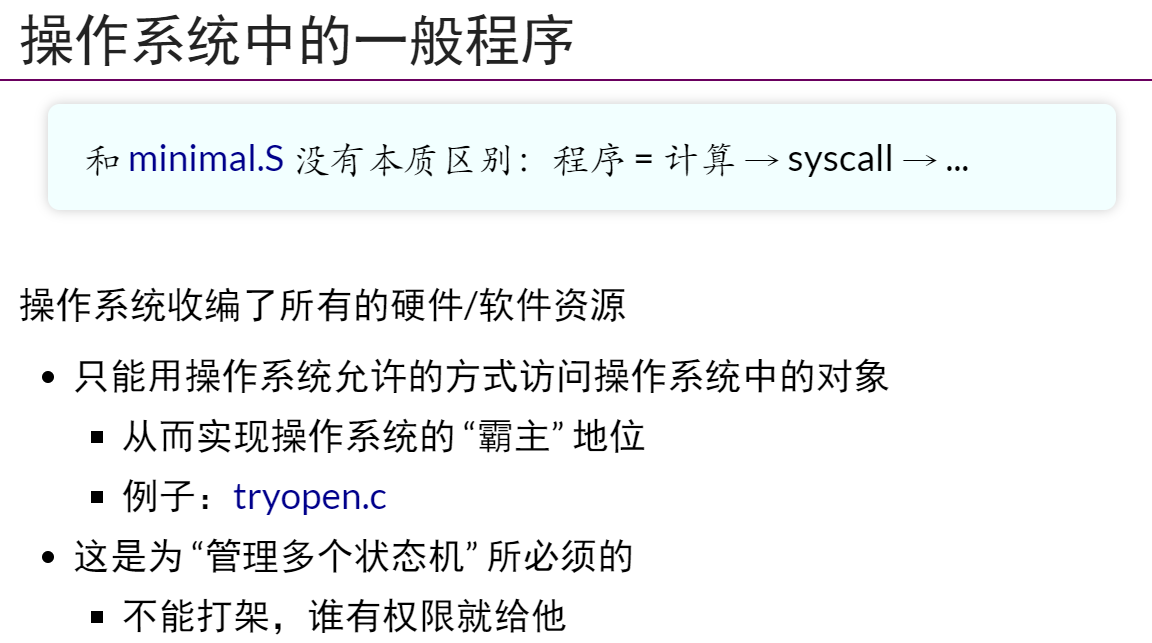 操作系统中的一般程序
和 minimal.S 没有本质区别：程序 = 计算 → syscall → ...
操作系统收编了所有的硬件/软件资源
• 只能用操作系统允许的方式访问操作系统中的对象
▪ 从而实现操作系统的 “霸主” 地位
▪ 例子：tryopen.c
• 这是为 “管理多个状态机” 所必须的
▪ 不能打架，谁有权限就给他